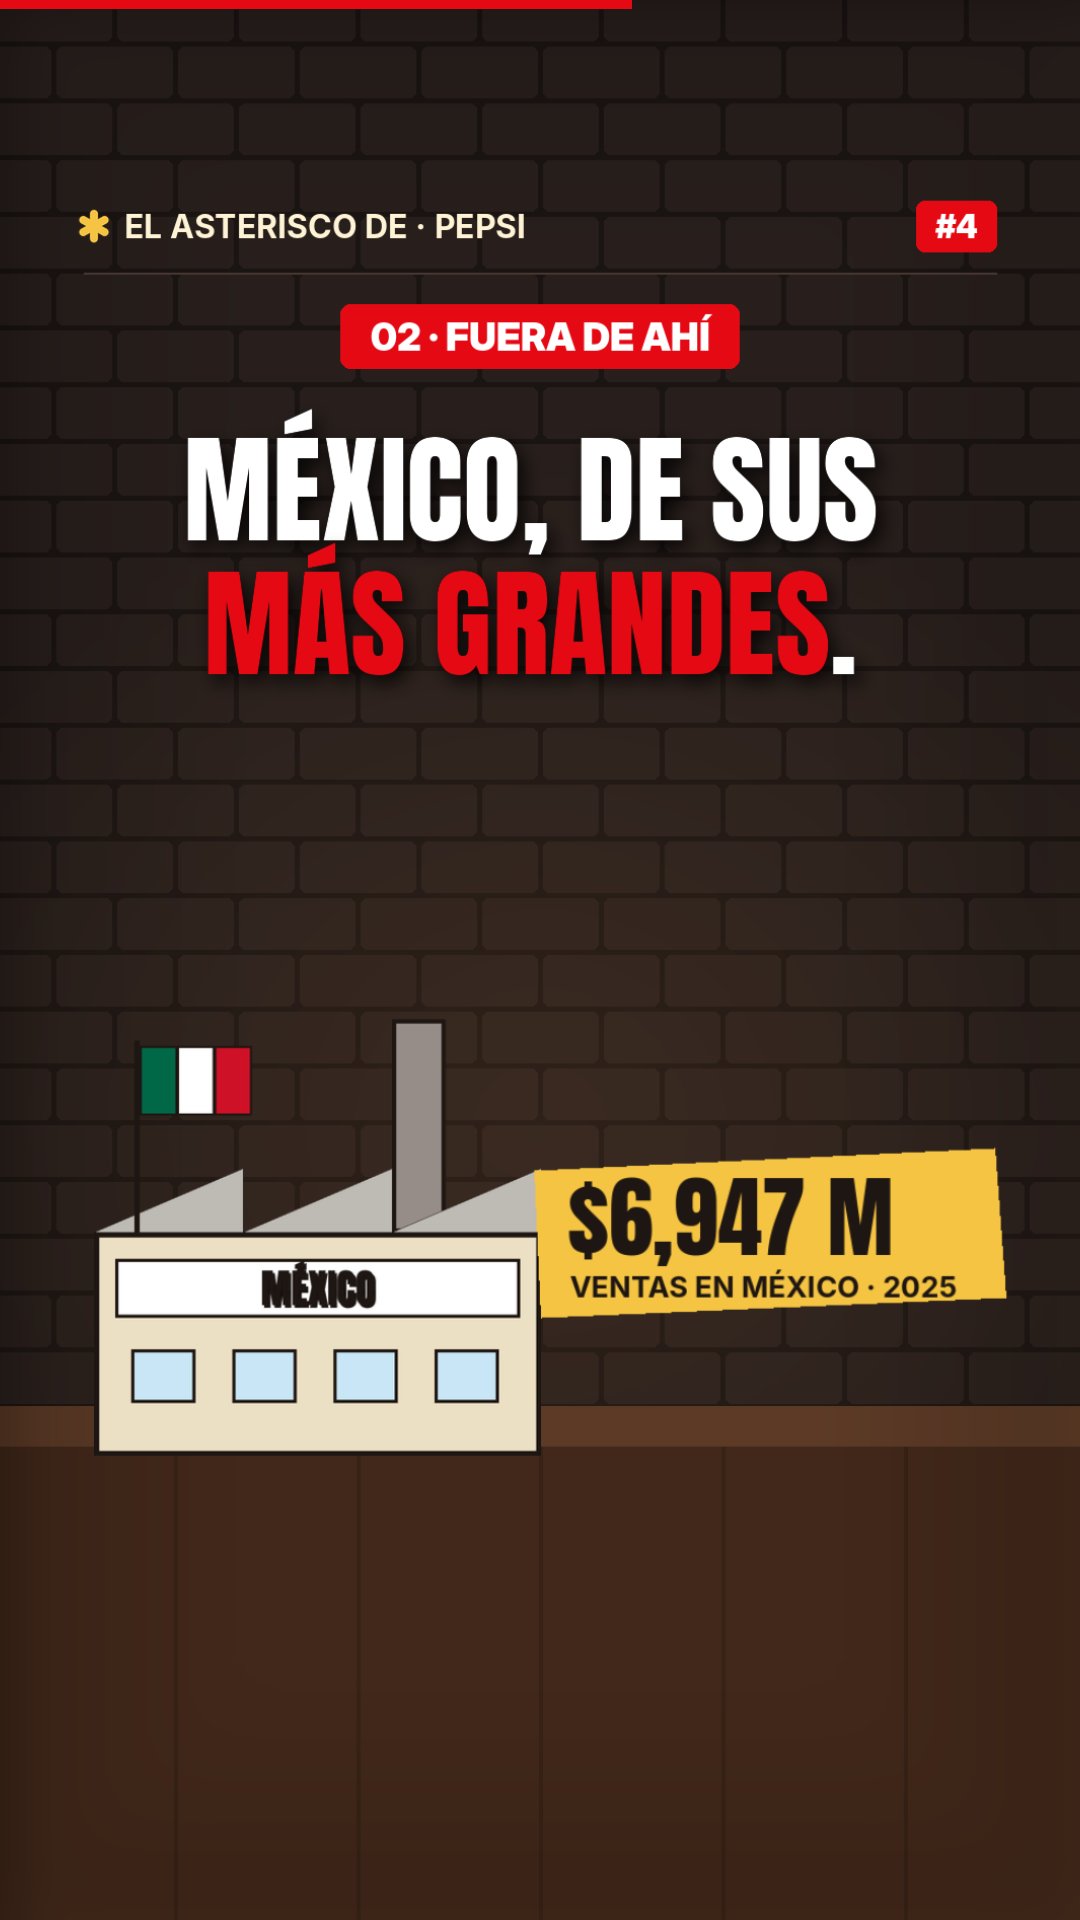 EL ASTERISCO DE · PEPSI
#4
02 · FUERA DE AHÍ
MÉXICO, DE SUS
MÁS GRANDES.
$6,947 M
VENTAS EN MÉXICO · 2025
MÉXICO